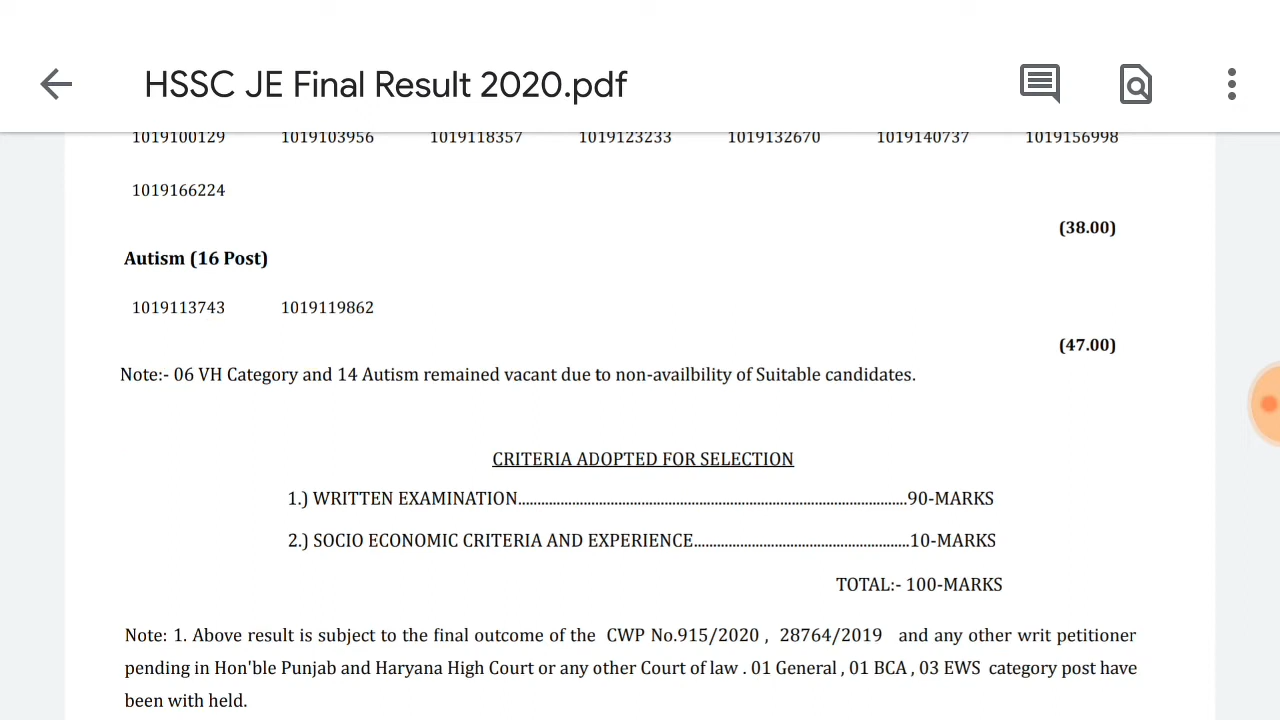 HSSC JE Final Result 2020.pdf
1019100129 1019103956 1019118357 1019123233 1019132670 1019140737 1019156998
1019166224
(38.00)
Autism (16 Post)
1019113743 1019119862
(47.00)
Note:- 06 VH Category and 14 Autism remained vacant due to non-availbility of Suitable candidates.
CRITERIA ADOPTED FOR SELECTION
1.) WRITTEN EXAMINATION..........................................................................................90-MARKS
2.) SOCIO ECONOMIC CRITERIA AND EXPERIENCE..................................................10-MARKS
TOTAL:- 100-MARKS
Note: 1. Above result is subject to the final outcome of the CWP No.915/2020 , 28764/2019 and any other writ petitioner
pending in Hon'ble Punjab and Haryana High Court or any other Court of law . 01 General , 01 BCA , 03 EWS category post have
been with held.